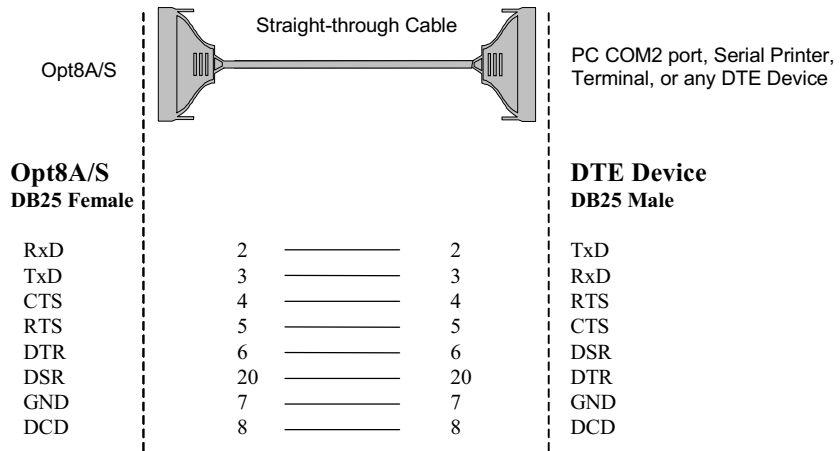 Straight-through Cable
Opt8A/S
PC COM2 port, Serial Printer,
Terminal, or any DTE Device
Opt8A/S DTE Device
DB25 Female DB25 Male
RxD 2 2 TxD
TxD 3 3 RxD
CTS 4 4 RTS
RTS 5 5 CTS
DTR 6 6 DSR
DSR 20 20 DTR
GND 7 7 GND
DCD 8 8 DCD